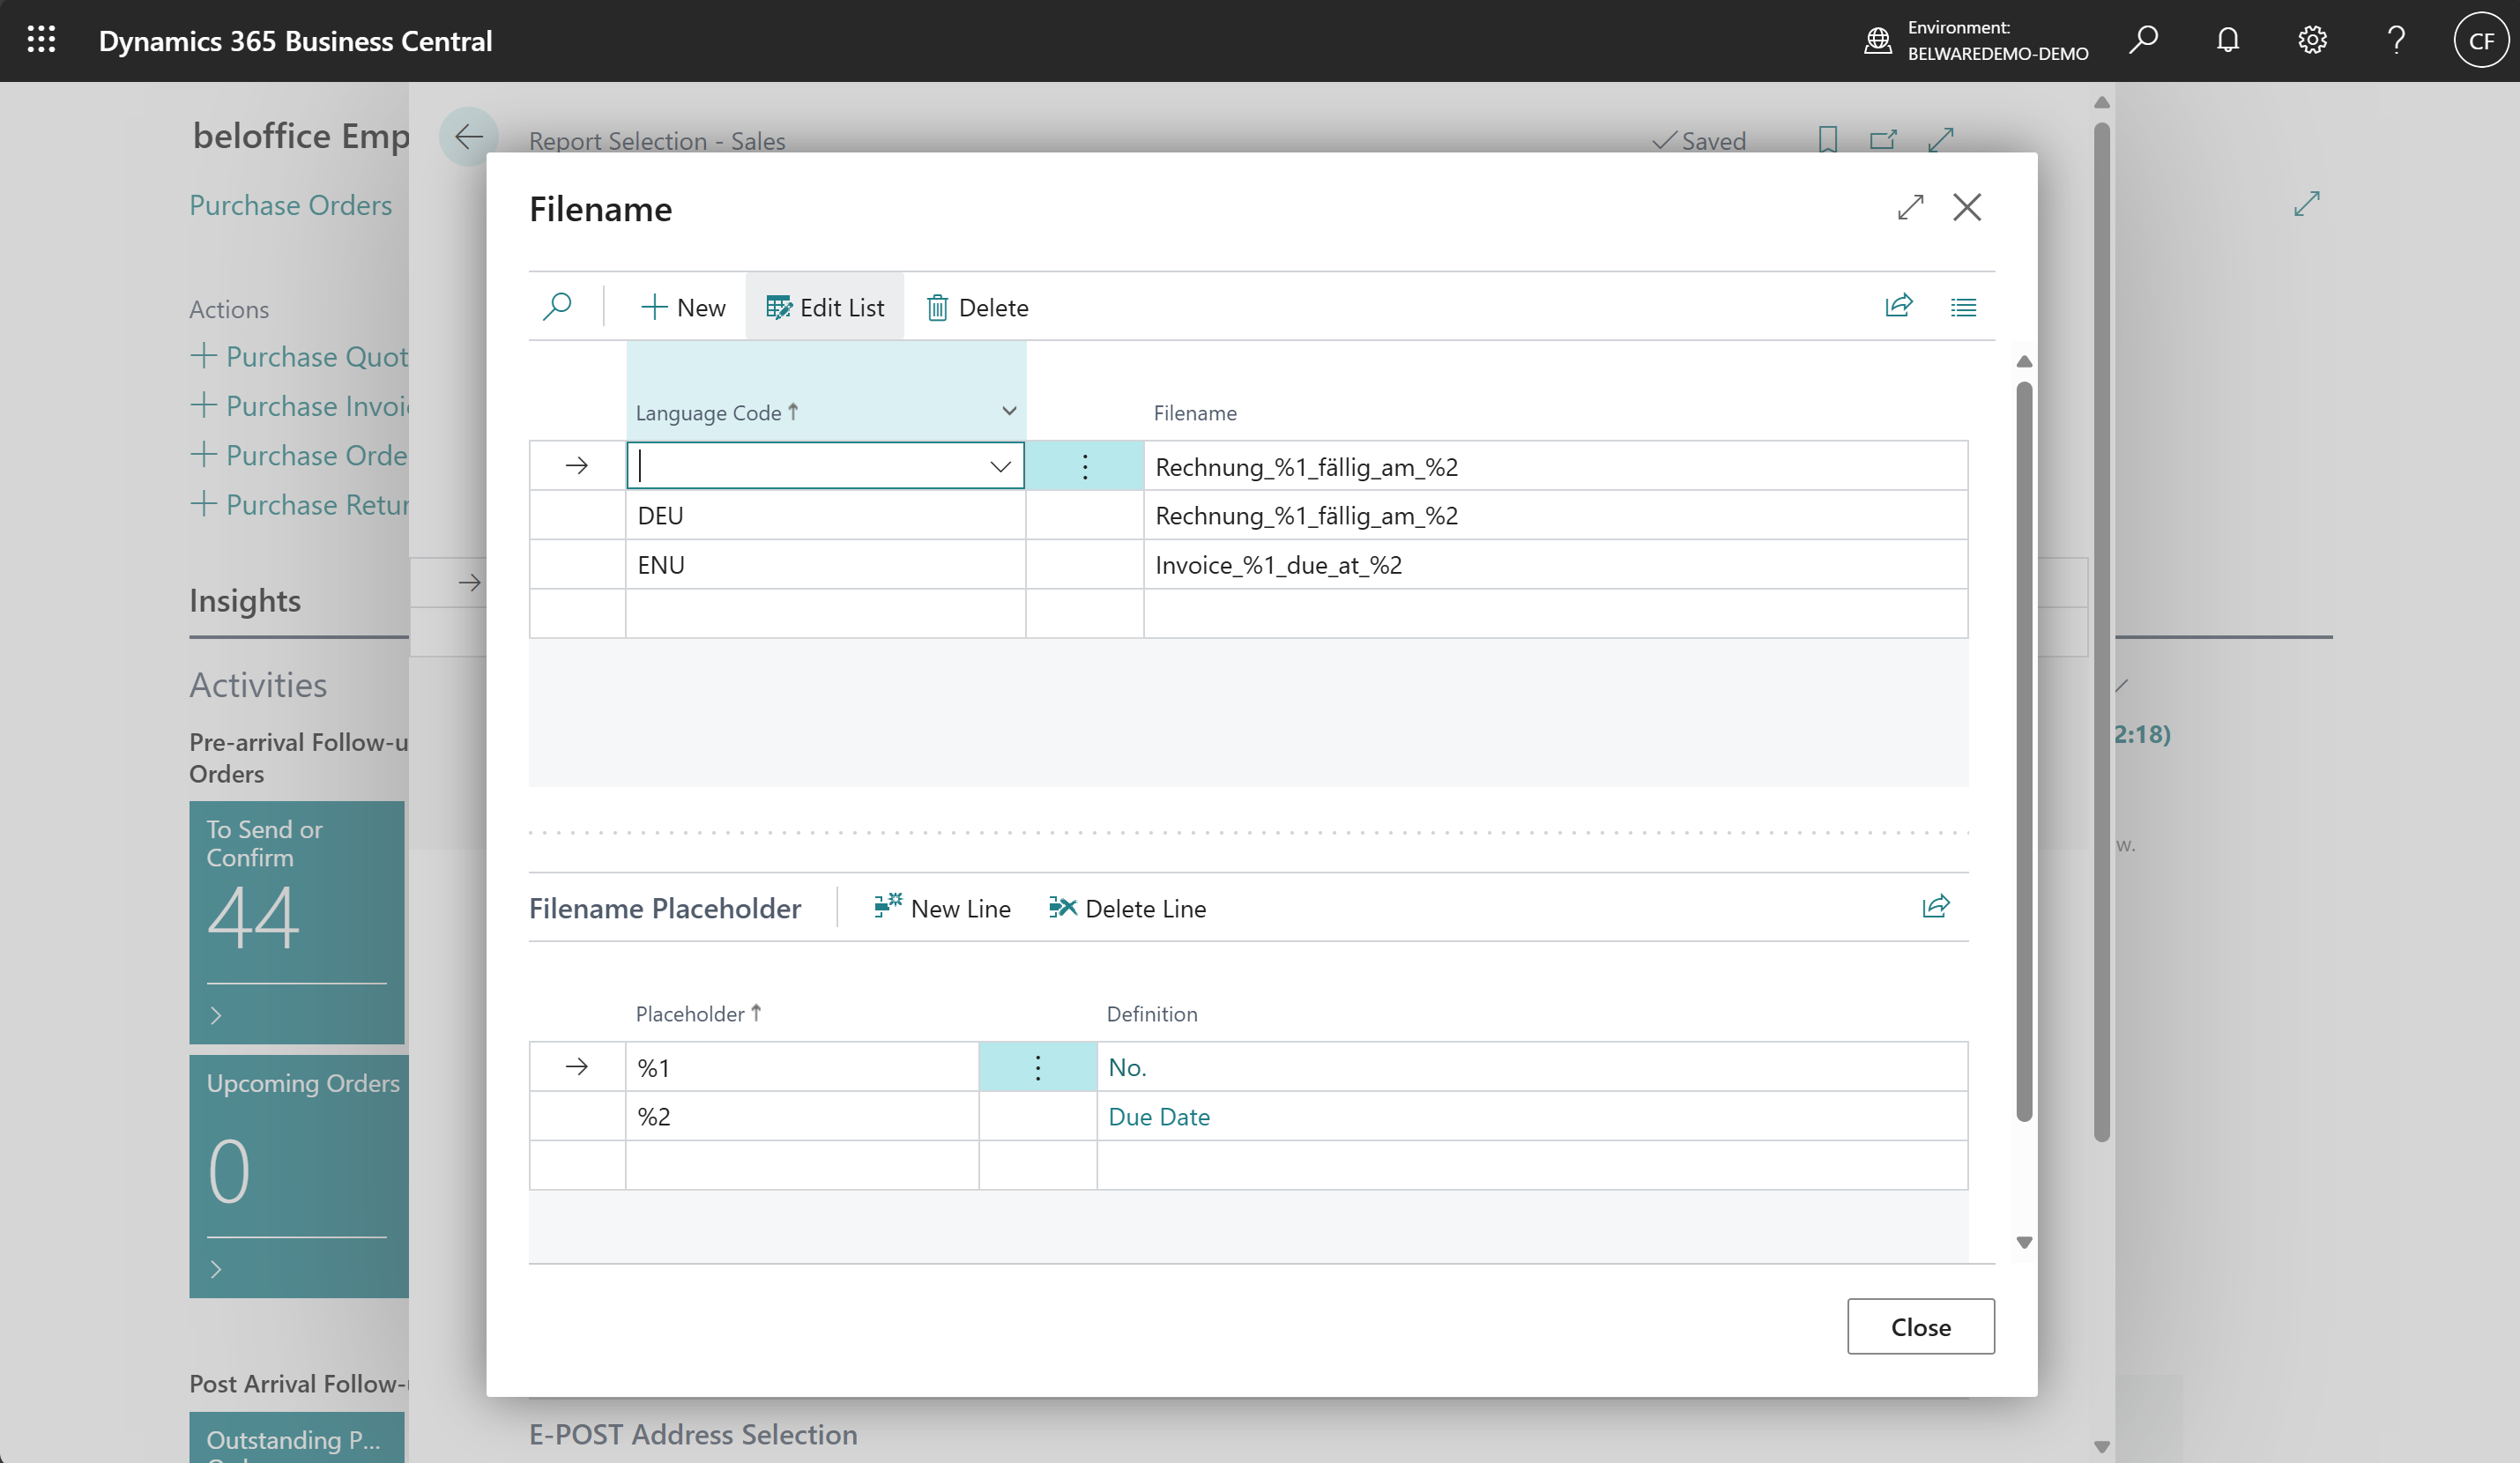 Dynamics 365 Business Central
Environment:
BELWAREDEMO-DEMO
CF
beloffice Emp
Purchase Orders
Actions
Purchase Quot
Purchase Invoi
Purchase Orde
Purchase Retur
Insights
Activities
Pre-arrival Follow-u
Orders
To Send or
Confirm
44
Upcoming Orders
0
Post Arrival Follow-
Outstanding P...
Report Selection - Sales
Saved
Filename
New
Edit List
Delete
Language Code ↑
Filename
Rechnung_%1_fällig_am_%2
DEU
Rechnung_%1_fällig_am_%2
ENU
Invoice_%1_due_at_%2
Filename Placeholder
New Line
Delete Line
Placeholder ↑
Definition
%1
No.
%2
Due Date
Close
E-POST Address Selection
2:18)
w.